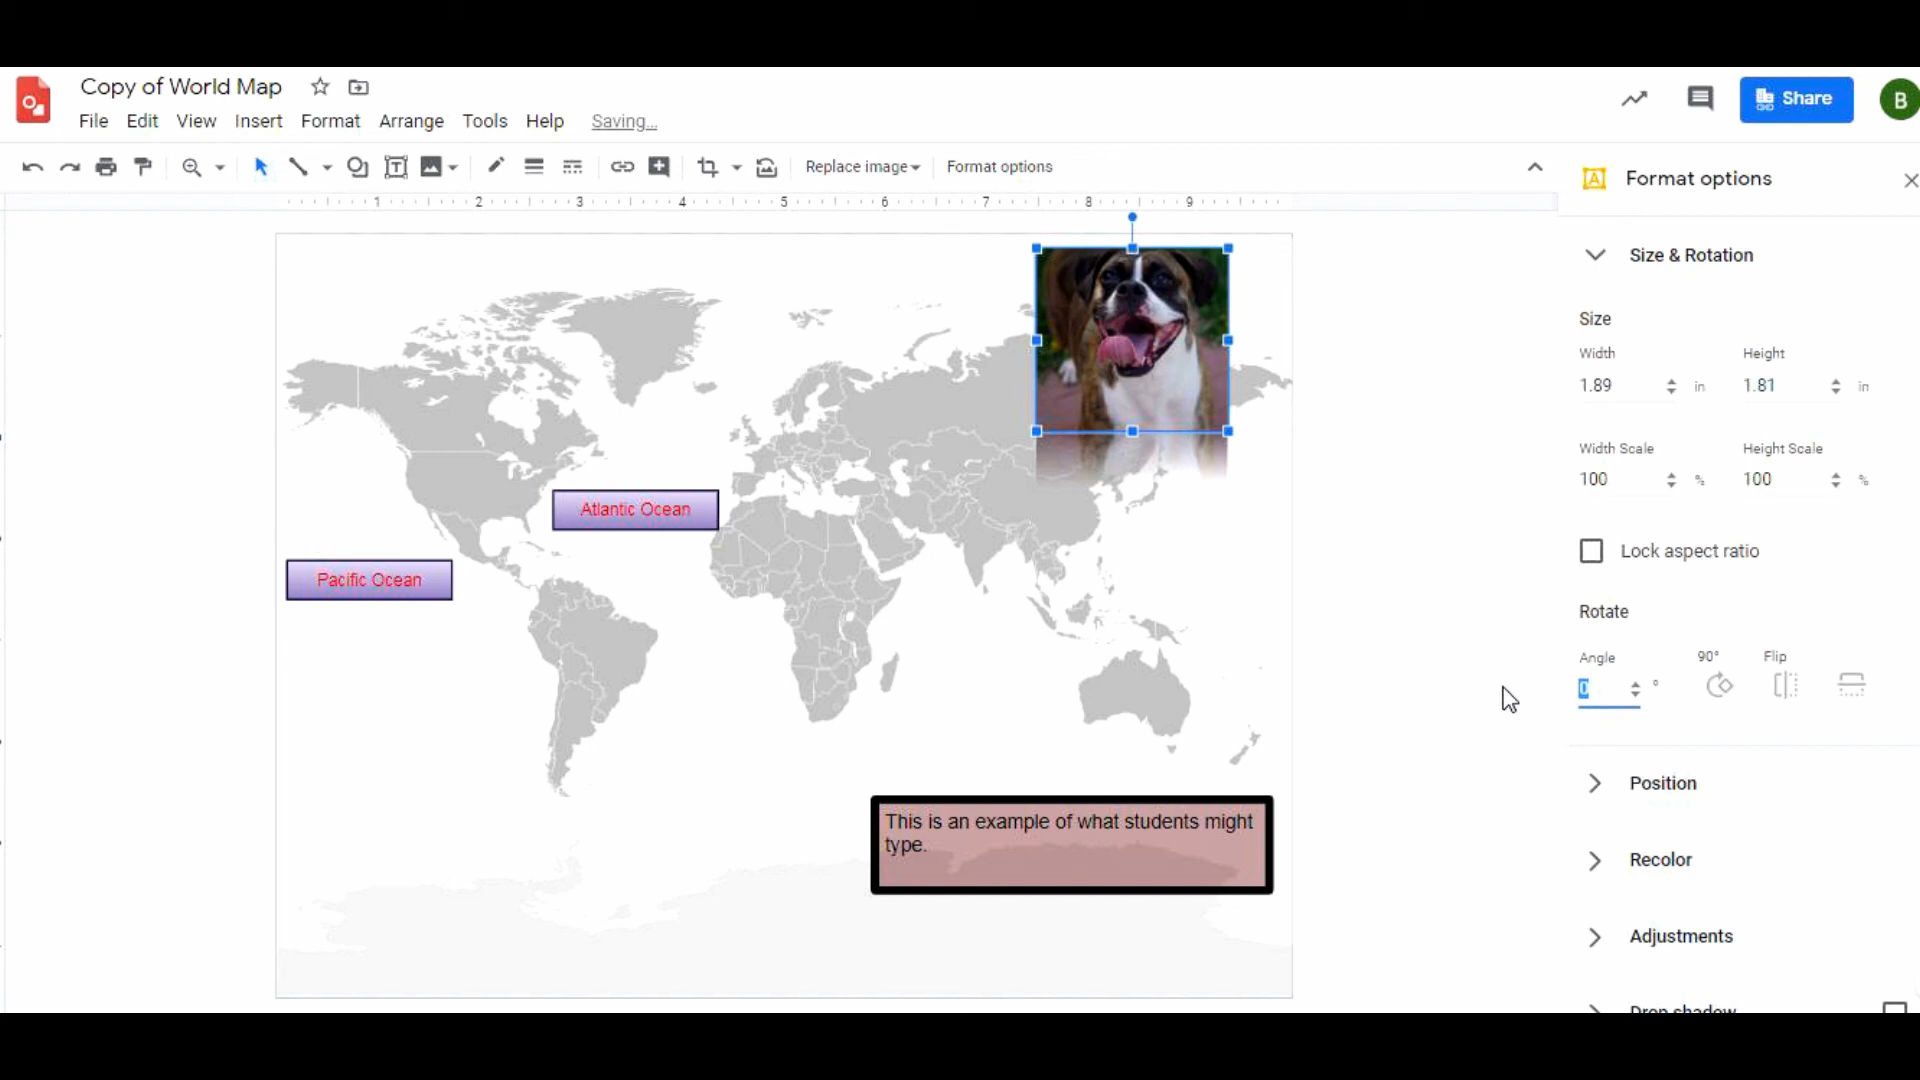 Copy of World Map
File Edit View Insert Format Arrange Tools Help Saving...
Share
B
Replace image Format options
Format options
1 2 3 4 5 6 7 8 9
Size & Rotation
Size
Width Height
1.89 in 1.81 in
Width Scale Height Scale
100 % 100 %
Atlantic Ocean
Lock aspect ratio
Pacific Ocean
Rotate
Angle 90° Flip
0 °
Position
This is an example of what students might
type.
Recolor
Adjustments
Drop shadow